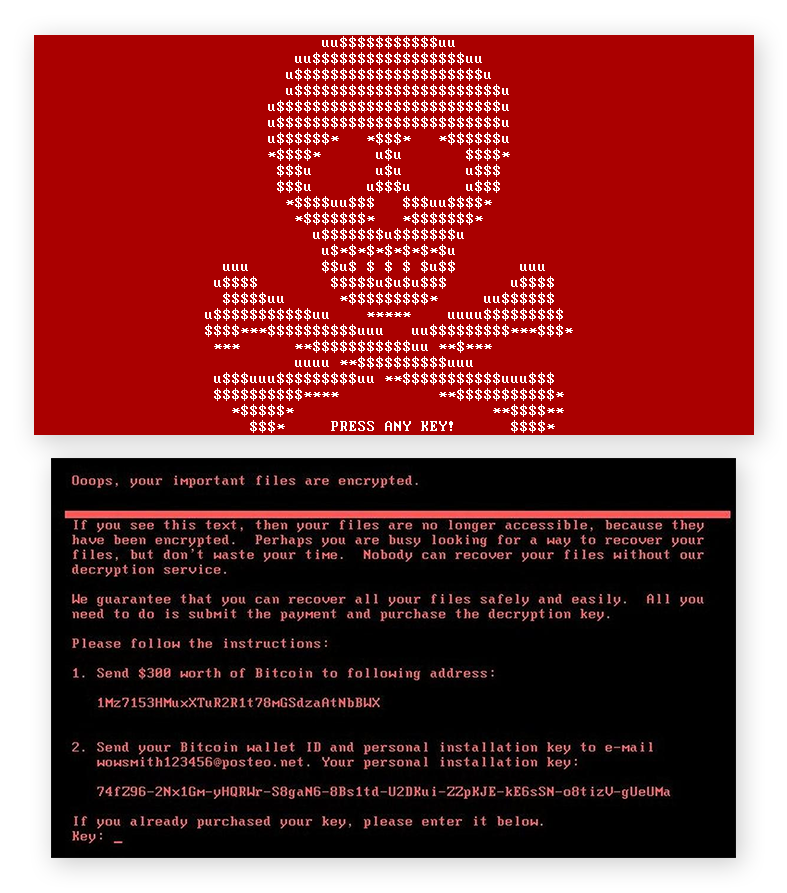 uu$$$$$$$$$$$uu
uu$$$$$$$$$$$$$$$$$uu
u$$$$$$$$$$$$$$$$$$$$$u
u$$$$$$$$$$$$$$$$$$$$$$$u
u$$$$$$$$$$$$$$$$$$$$$$$$$u
u$$$$$$$$$$$$$$$$$$$$$$$$$u
u$$$$$$*   *$$$*   *$$$$$$u
*$$$$*      u$u       $$$$*
$$$u       u$u       u$$$
$$$u      u$$$u      u$$$
*$$$$uu$$$   $$$uu$$$$*
*$$$$$$$*   *$$$$$$$*
u$$$$$$$u$$$$$$$u
u$*$*$*$*$*$*$u
uuu        $$u$ $ $ $ $u$$       uuu
u$$$$        $$$$$u$u$u$$$       u$$$$
$$$$$uu      *$$$$$$$$$*     uu$$$$$$
u$$$$$$$$$$$uu    *****    uuuu$$$$$$$$$
$$$$***$$$$$$$$$$uuu   uu$$$$$$$$$***$$$*
***      **$$$$$$$$$$$uu **$***
uuuu **$$$$$$$$$$uuu
u$$$uuu$$$$$$$$$uu **$$$$$$$$$$$uuu$$$
$$$$$$$$$$****           **$$$$$$$$$$$*
*$$$$$*                      **$$$$**
$$$*     PRESS ANY KEY!      $$$$*
Ooops, your important files are encrypted.
If you see this text, then your files are no longer accessible, because they
have been encrypted.  Perhaps you are busy looking for a way to recover your
files, but don't waste your time.  Nobody can recover your files without our
decryption service.
We guarantee that you can recover all your files safely and easily.  All you
need to do is submit the payment and purchase the decryption key.
Please follow the instructions:
1. Send $300 worth of Bitcoin to following address:
1Mz7153HMuxXTuR2R1t78mGSdzaAtNbBWX
2. Send your Bitcoin wallet ID and personal installation key to e-mail
wowsmith123456@posteo.net. Your personal installation key:
74fZ96-2Nx1Gm-yHQRWr-S8gaN6-8Bs1td-U2DKui-ZZpKJE-kE6sSN-o8tizV-gUeUMa
If you already purchased your key, please enter it below.
Key: _